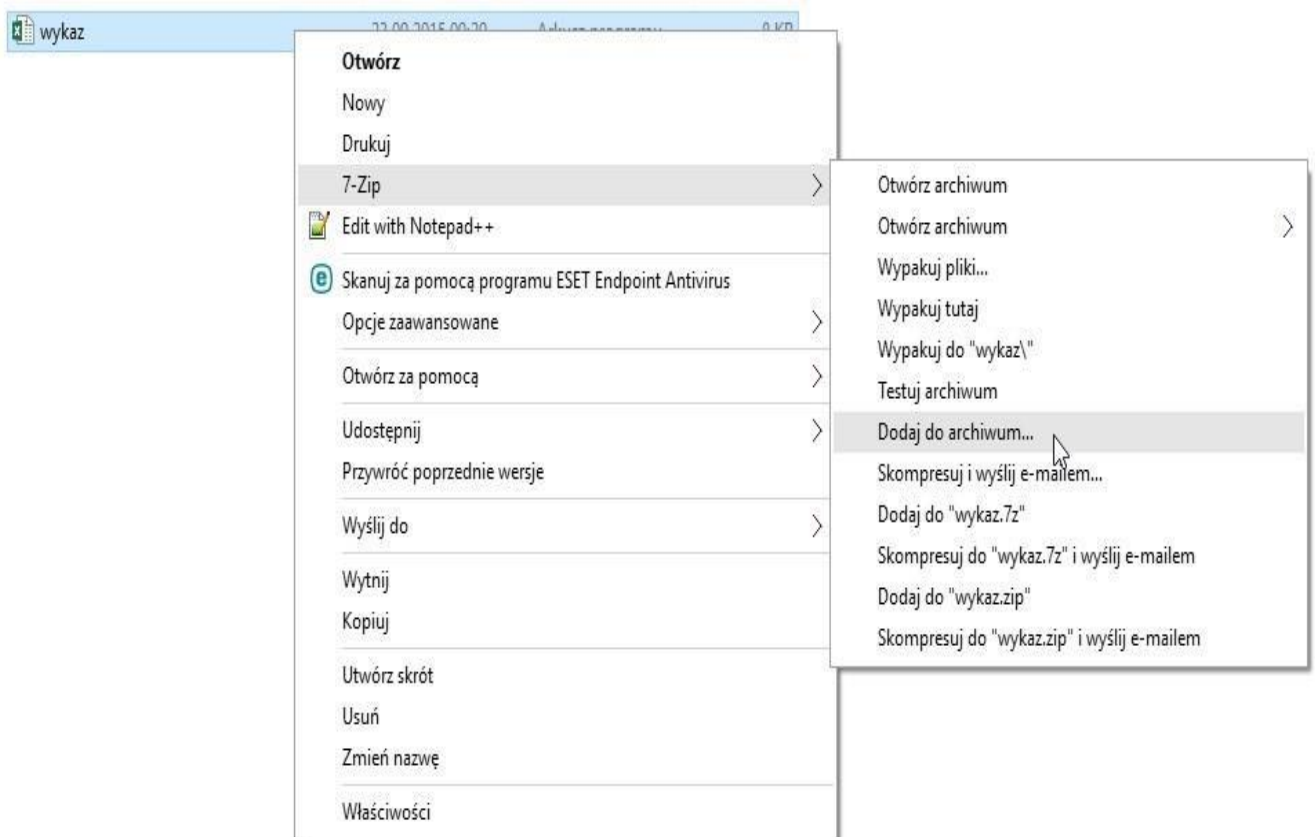 wykaz
Otwórz
Nowy
Drukuj
7-Zip
Edit with Notepad++
Skanuj za pomocą programu ESET Endpoint Antivirus
Opcje zaawansowane
Otwórz za pomocą
Udostępnij
Przywróć poprzednie wersje
Wyślij do
Wytnij
Kopiuj
Utwórz skrót
Usuń
Zmień nazwę
Właściwości
Otwórz archiwum
Otwórz archiwum
Wypakuj pliki...
Wypakuj tutaj
Wypakuj do "wykaz\"
Testuj archiwum
Dodaj do archiwum...
Skompresuj i wyślij e-mailem...
Dodaj do "wykaz.7z"
Skompresuj do "wykaz.7z" i wyślij e-mailem
Dodaj do "wykaz.zip"
Skompresuj do "wykaz.zip" i wyślij e-mailem